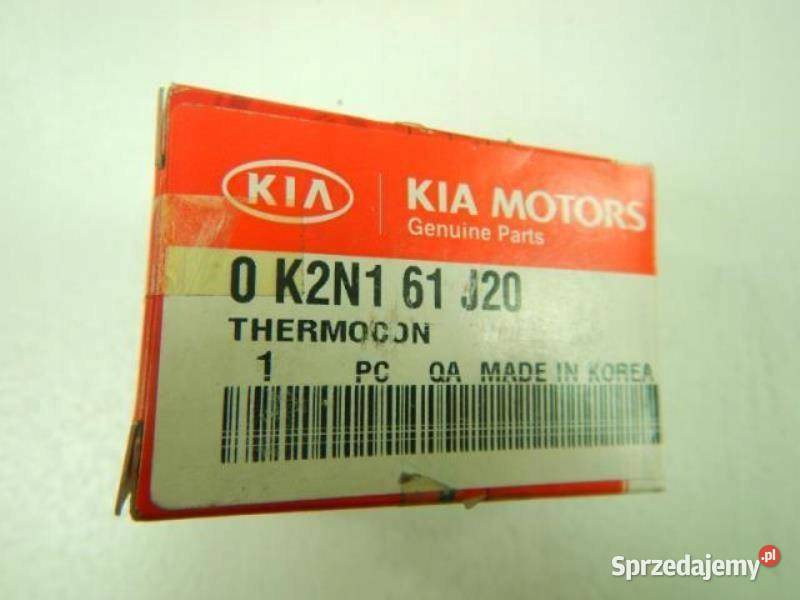 KIA
KIA MOTORS
Genuine Parts
0 K2N1 61 J20
THERMOCON
1 PC QA MADE IN KOREA
Sprzedajemy.pl